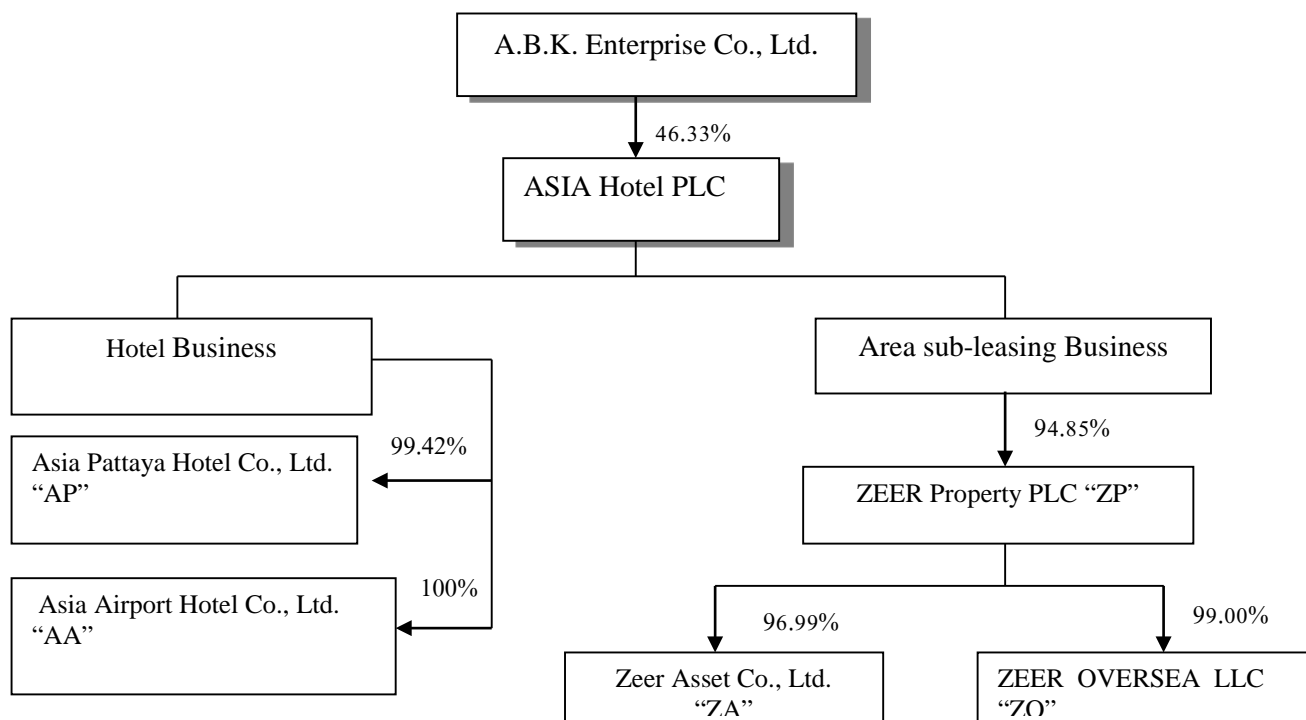 A.B.K. Enterprise Co., Ltd.
46.33%
ASIA Hotel PLC
Hotel Business
Area sub-leasing Business
99.42%
94.85%
Asia Pattaya Hotel Co., Ltd.
“AP”
ZEER Property PLC “ZP”
100%
Asia Airport Hotel Co., Ltd.
“AA”
96.99%
99.00%
Zeer Asset Co., Ltd.
“ZA”
ZEER OVERSEA LLC
“ZO”